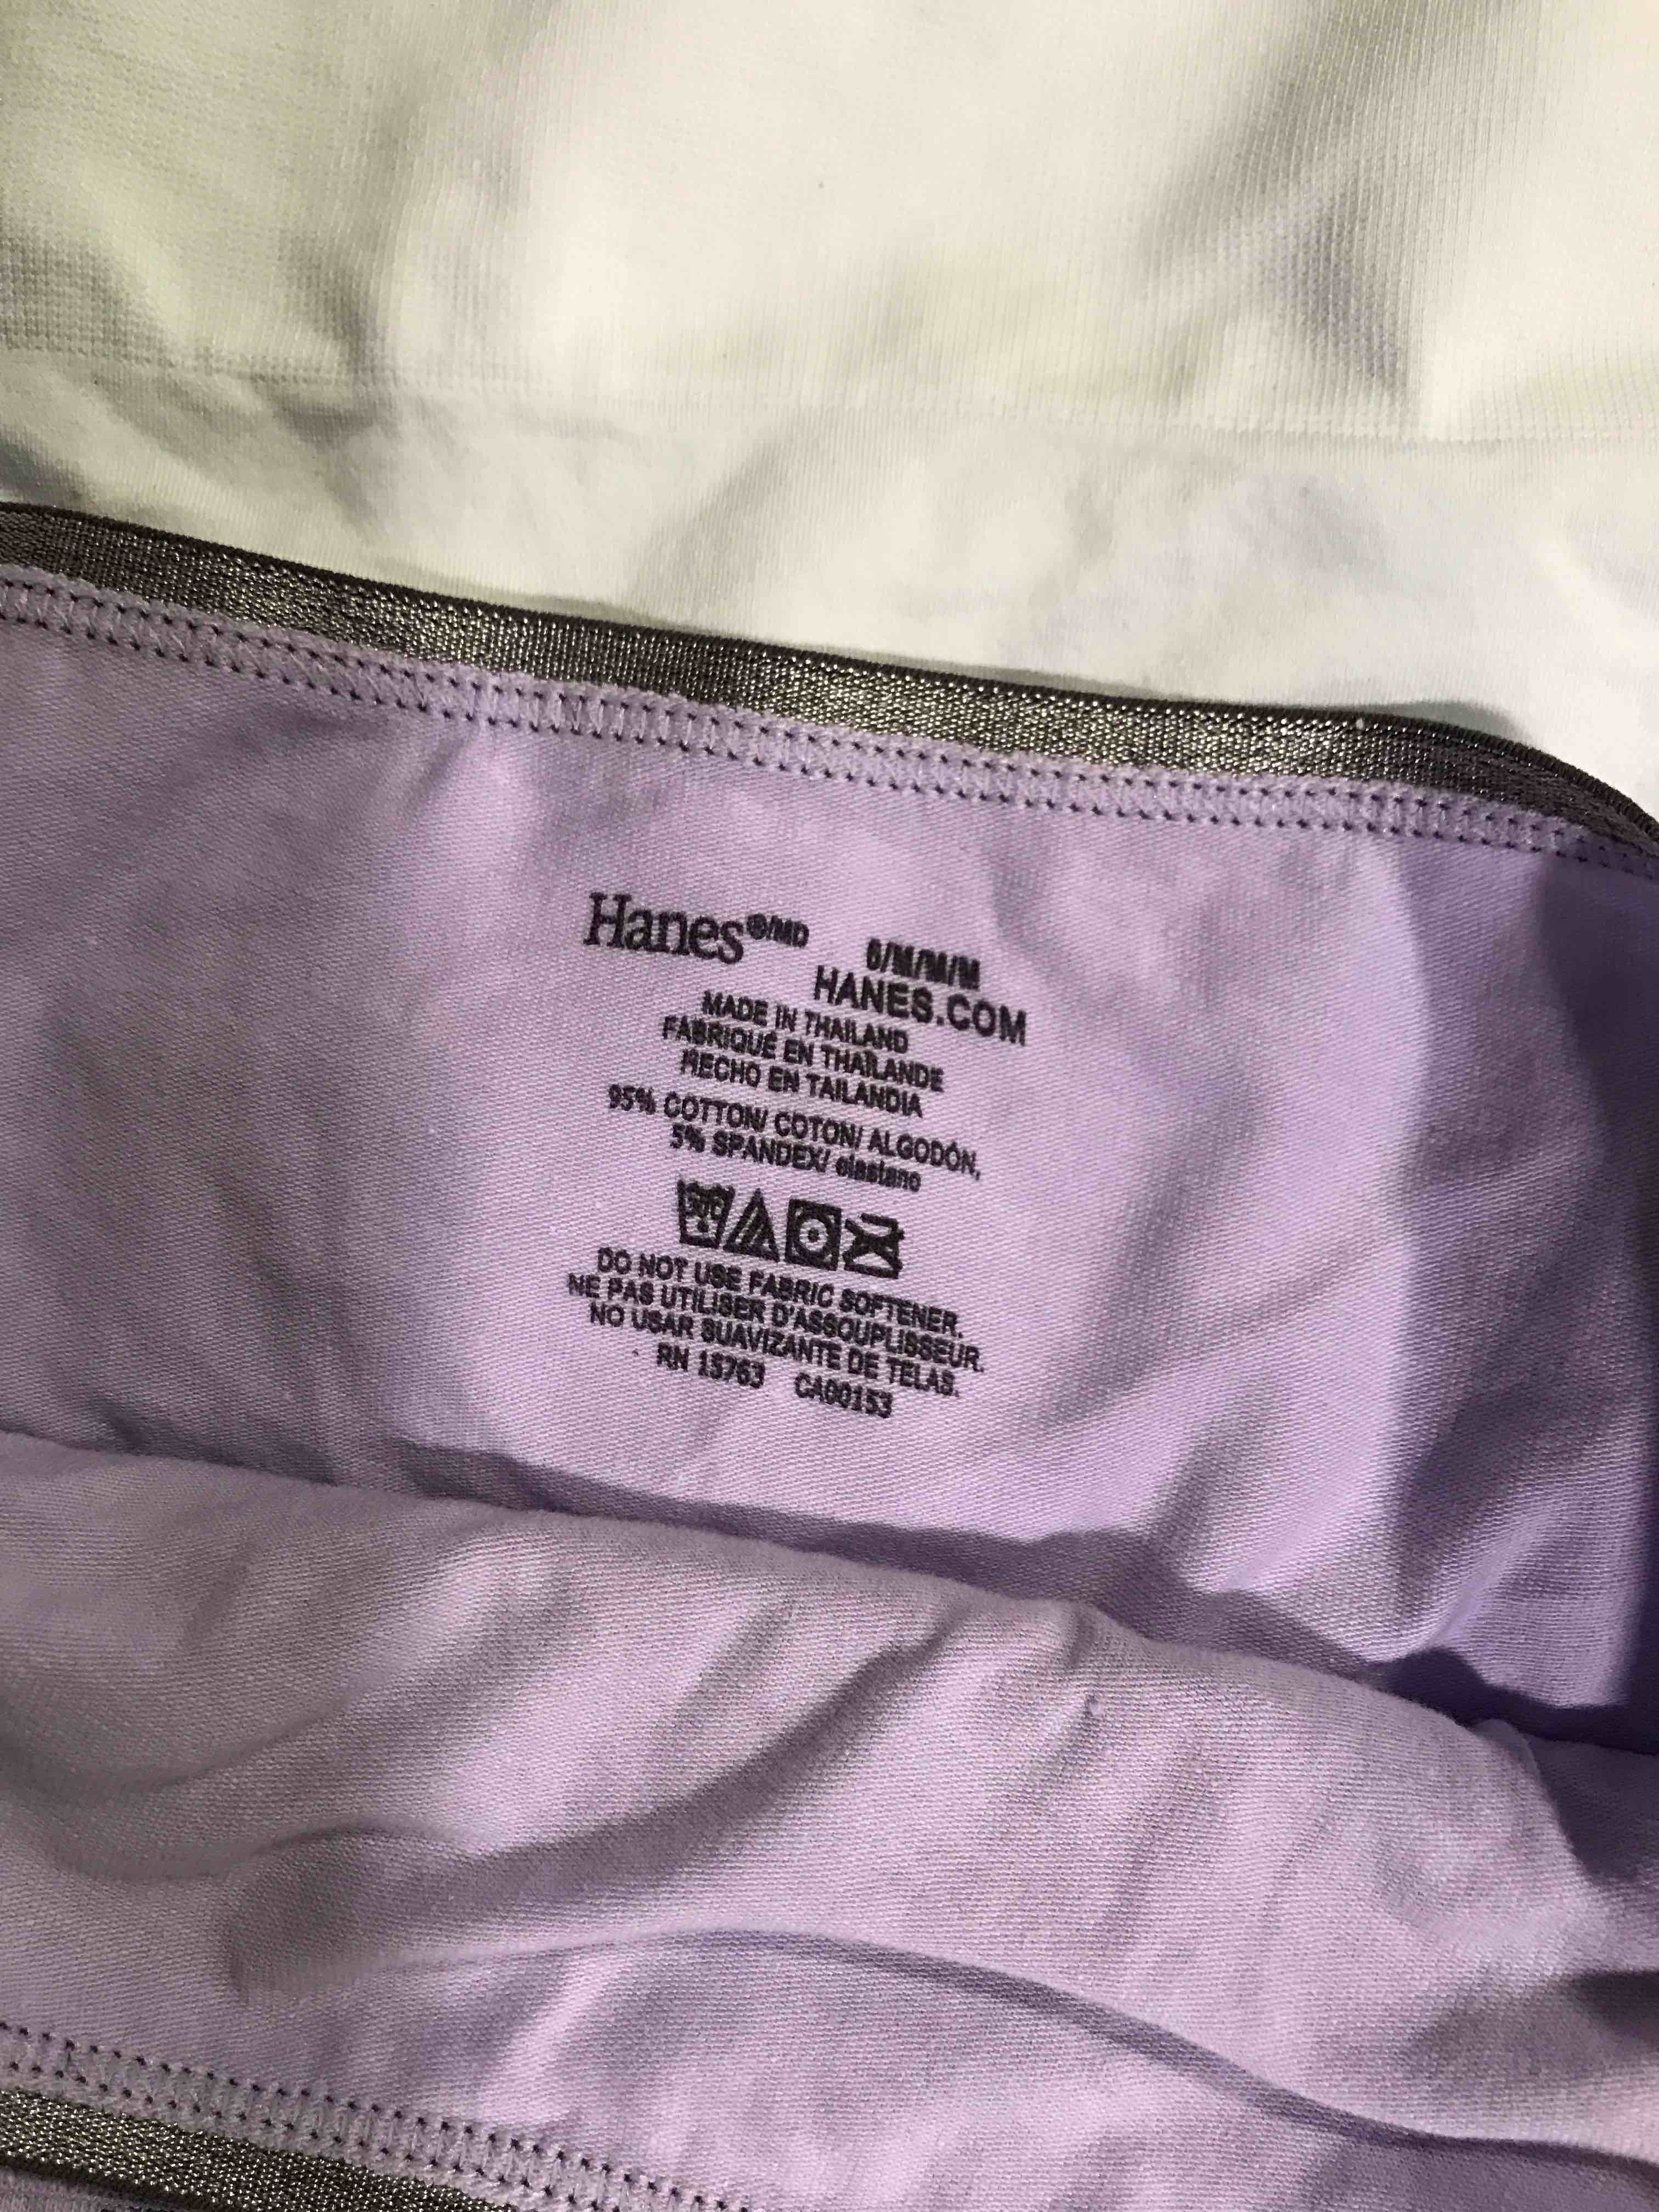 Hanes®/MD 6/M/M/M
HANES.COM
MADE IN THAILAND
FABRIQUÉ EN THAÏLANDE
HECHO EN TAILANDIA
95% COTTON/ COTON/ ALGODÓN,
5% SPANDEX/ elastano
DO NOT USE FABRIC SOFTENER.
NE PAS UTILISER D'ASSOUPLISSEUR.
NO USAR SUAVIZANTE DE TELAS.
RN 15763 CA00153